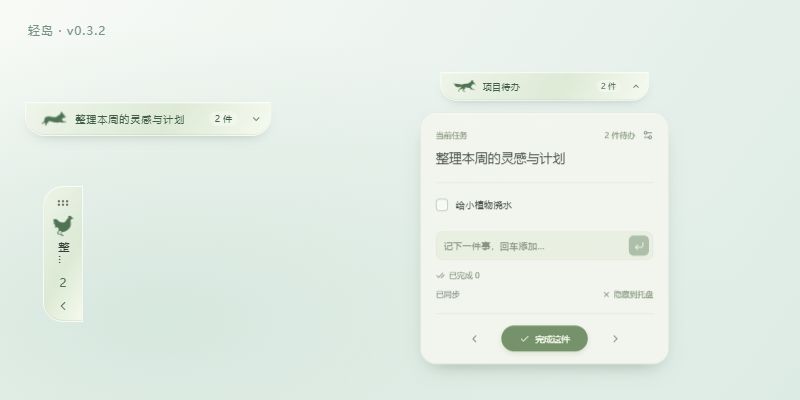 轻岛 · v0.3.2
整理本周的灵感与计划 2 件
整
⋮
2
项目待办 2 件
当前任务 2 件待办
整理本周的灵感与计划
给小植物浇水
记下一件事，回车添加...
已完成 0
已同步 × 隐藏到托盘
完成这件